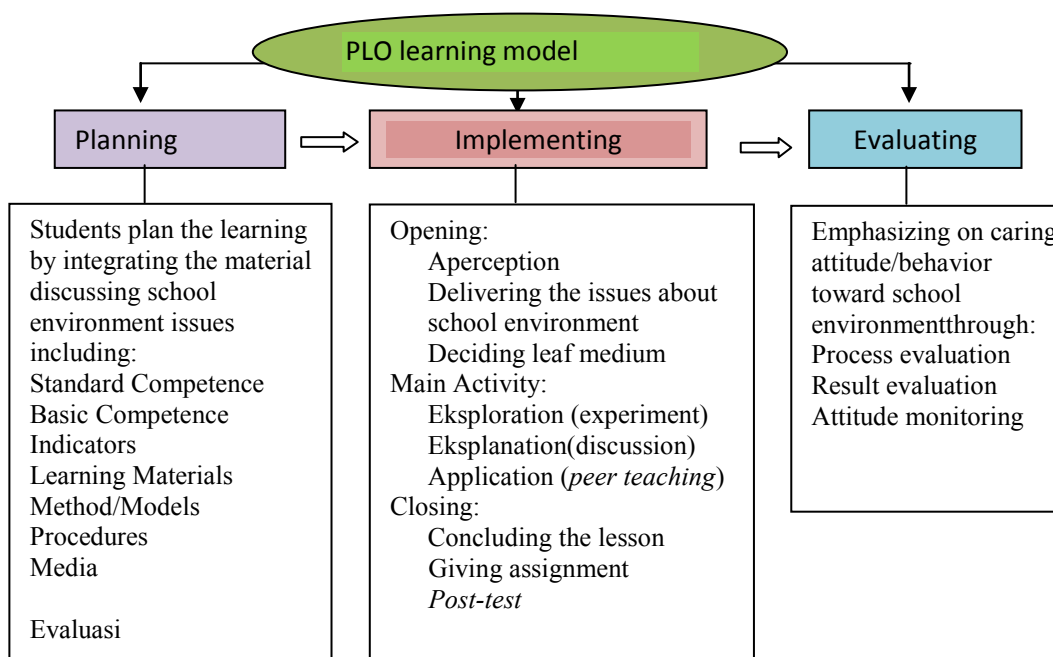 PLO learning model
Planning
Implementing
Evaluating
Students plan the learning
by integrating the material
discussing school
environment issues
including:
Standard Competence
Basic Competence
Indicators
Learning Materials
Method/Models
Procedures
Media
Evaluasi
Opening:
Aperception
Delivering the issues about
school environment
Deciding leaf medium
Main Activity:
Eksploration (experiment)
Eksplanation(discussion)
Application (peer teaching)
Closing:
Concluding the lesson
Giving assignment
Post-test
Emphasizing on caring
attitude/behavior
toward school
environmentthrough:
Process evaluation
Result evaluation
Attitude monitoring